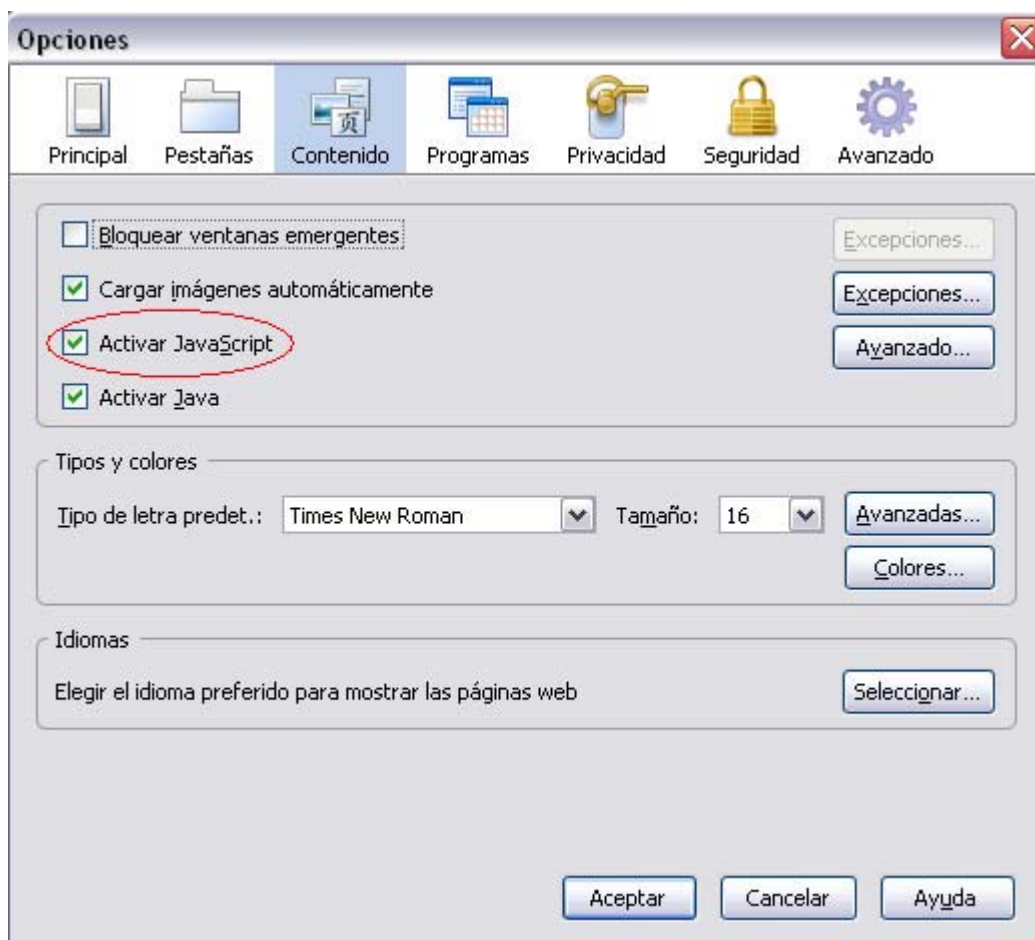 Opciones
Principal Pestañas Contenido Programas Privacidad Seguridad Avanzado
Bloquear ventanas emergentes Excepciones...
Cargar imágenes automáticamente Excepciones...
Activar JavaScript Avanzado...
Activar Java
Tipos y colores
Tipo de letra predet.: Times New Roman Tamaño: 16 Avanzadas...
Colores...
Idiomas
Elegir el idioma preferido para mostrar las páginas web Seleccionar...
Aceptar Cancelar Ayuda